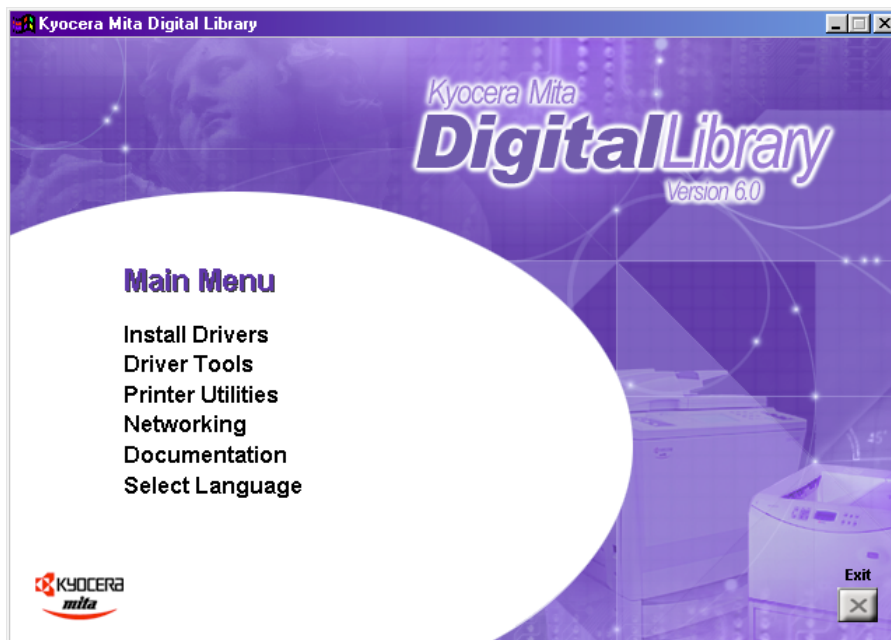 Kyocera Mita Digital Library
Kyocera Mita
DigitalLibrary
Version 6.0
Main Menu
Install Drivers
Driver Tools
Printer Utilities
Networking
Documentation
Select Language
KYOCERA
mita
Exit